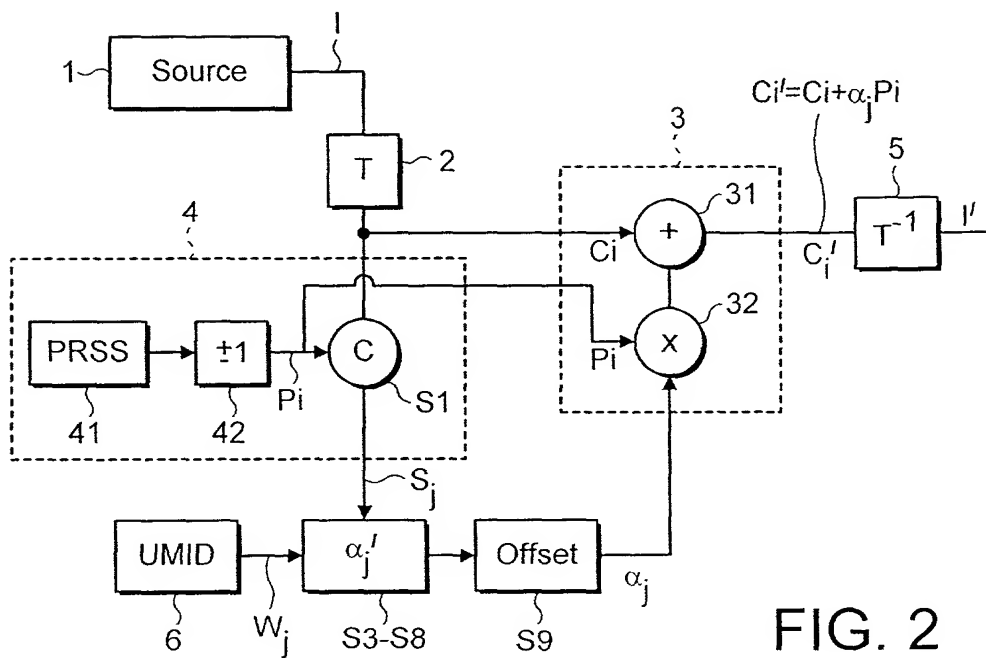 I
1
Source
Ci'=Ci+αjPi
T
2
3
31
5
4
+
Ci
Ci'
T-1
I'
32
PRSS
±1
Pi
C
Pi
X
41
42
S1
Sj
UMID
αj'
Offset
αj
6
Wj
S3-S8
S9
FIG. 2